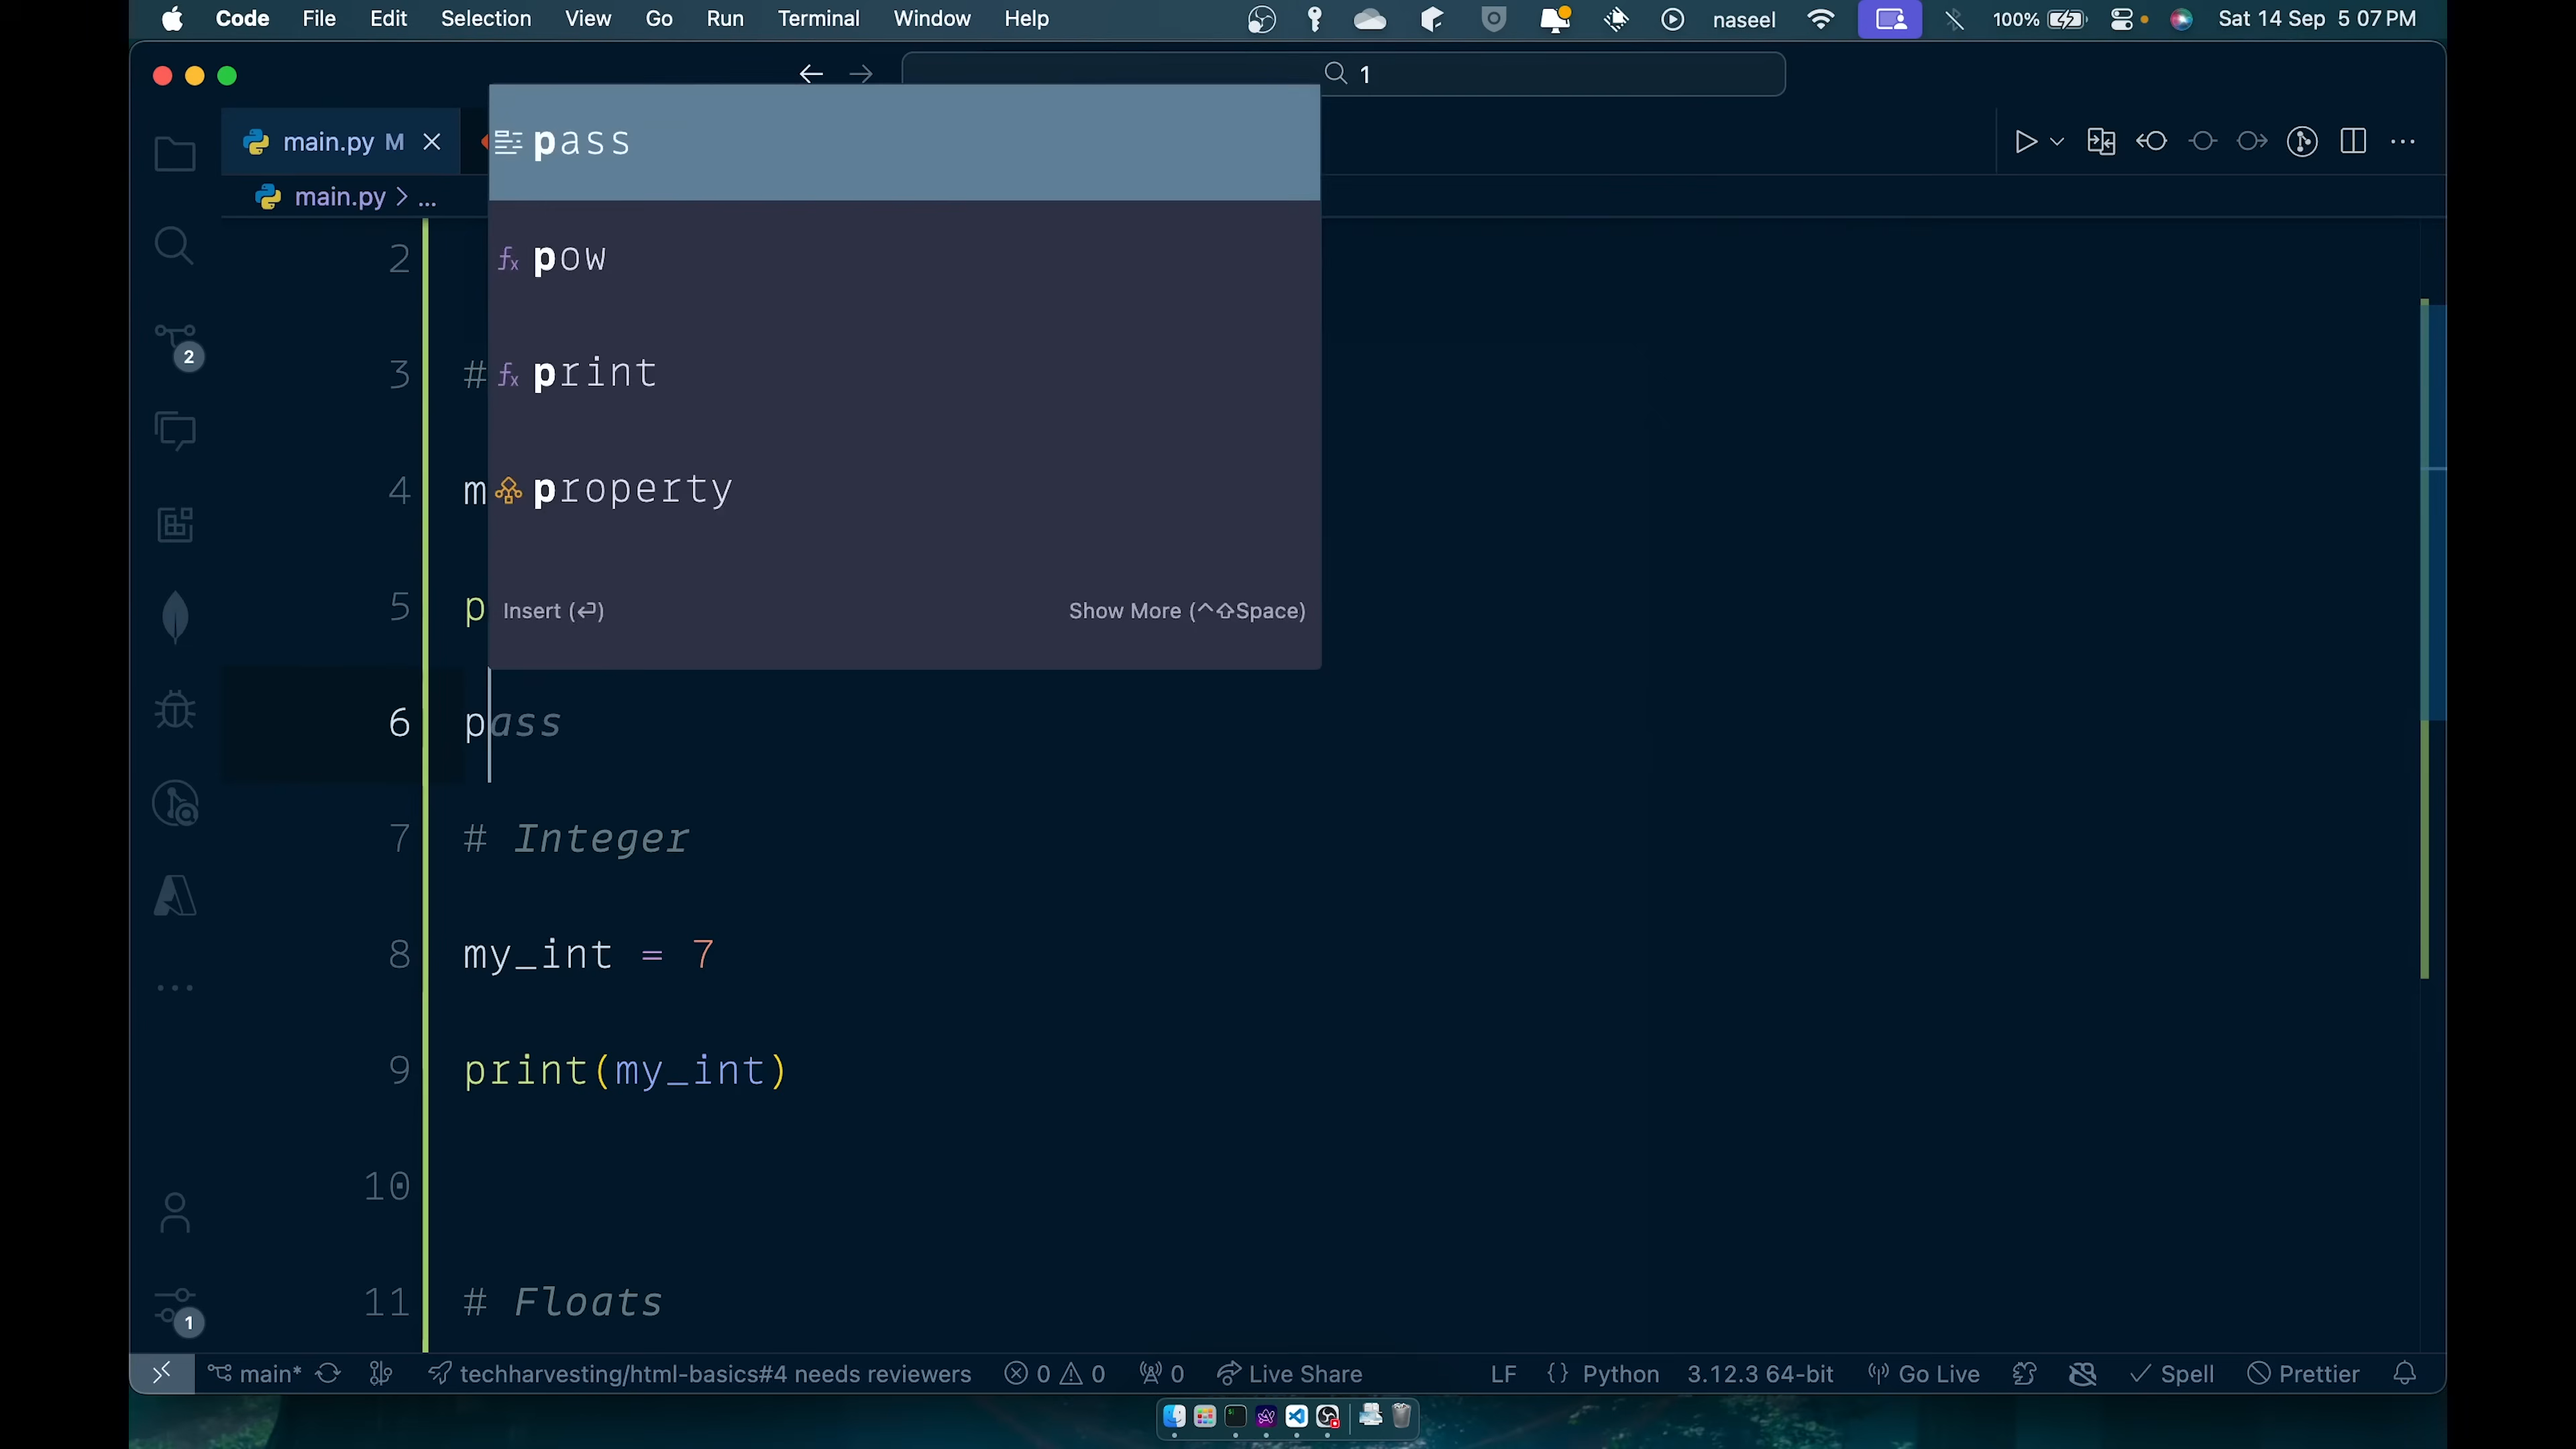 Code File Edit Selection View Go Run Terminal Window Help naseel 100% Sat 14 Sep 5 07 PM
1
main.py M
main.py > ...
pass
pow
print
property
Insert (⏎) Show More (^⇧Space)
2
3 #
4 m
5 p
6 pass
7 # Integer
8 my_int = 7
9 print(my_int)
10
11 # Floats
2
1
main* techharvesting/html-basics#4 needs reviewers 0 0 0 Live Share LF {} Python 3.12.3 64-bit Go Live Spell Prettier